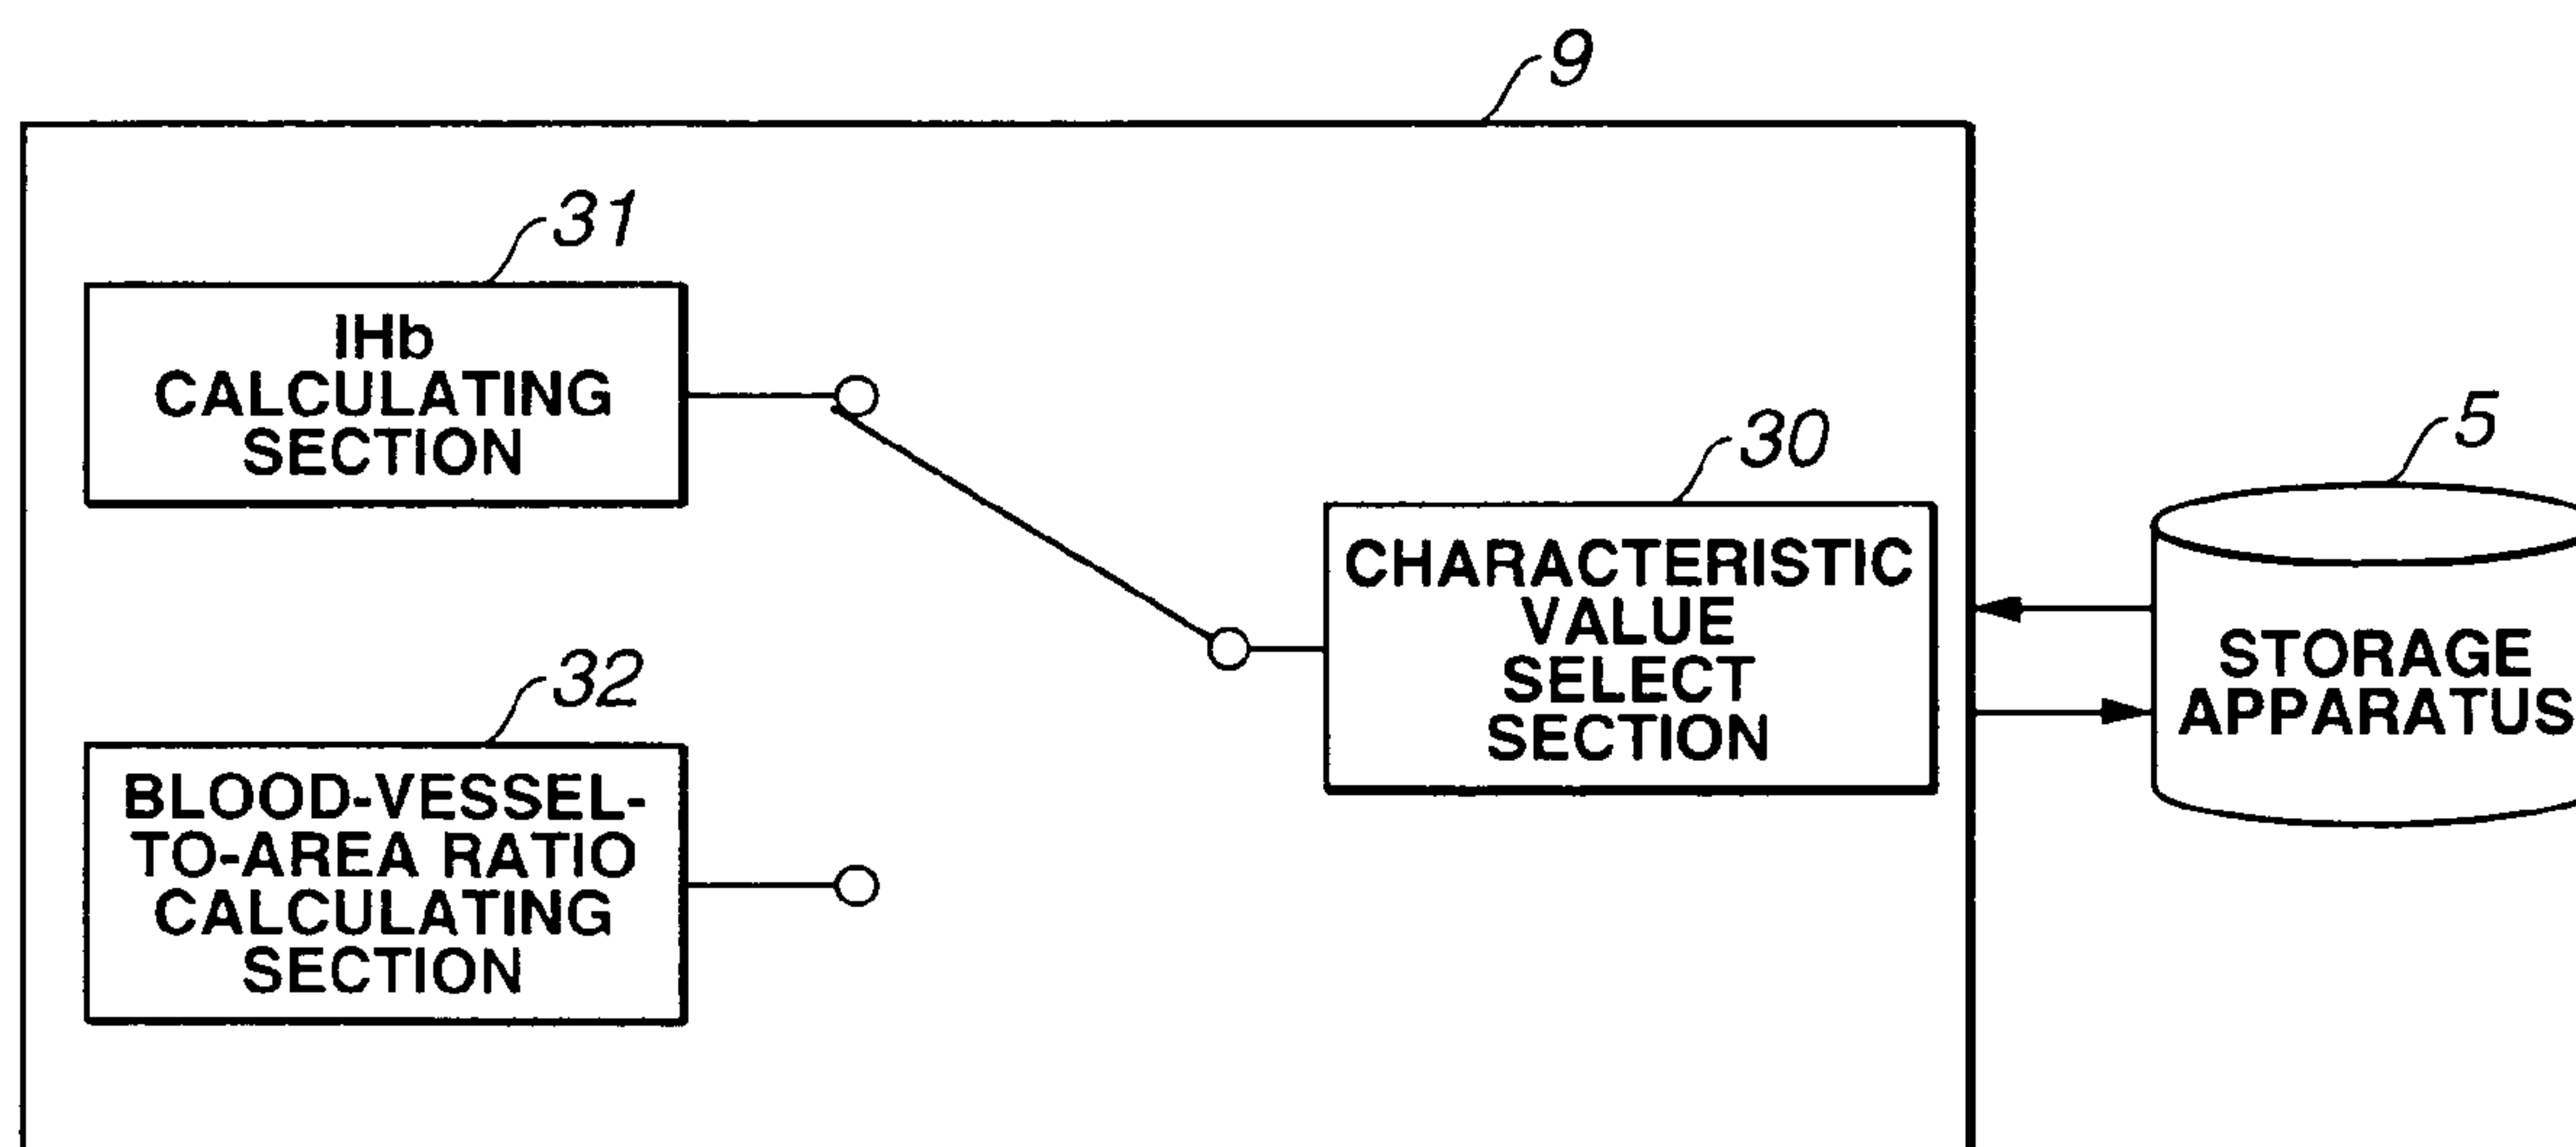 9
31
IHb
CALCULATING
SECTION
30
CHARACTERISTIC
VALUE
SELECT
SECTION
5
STORAGE
APPARATUS
32
BLOOD-VESSEL-
TO-AREA RATIO
CALCULATING
SECTION